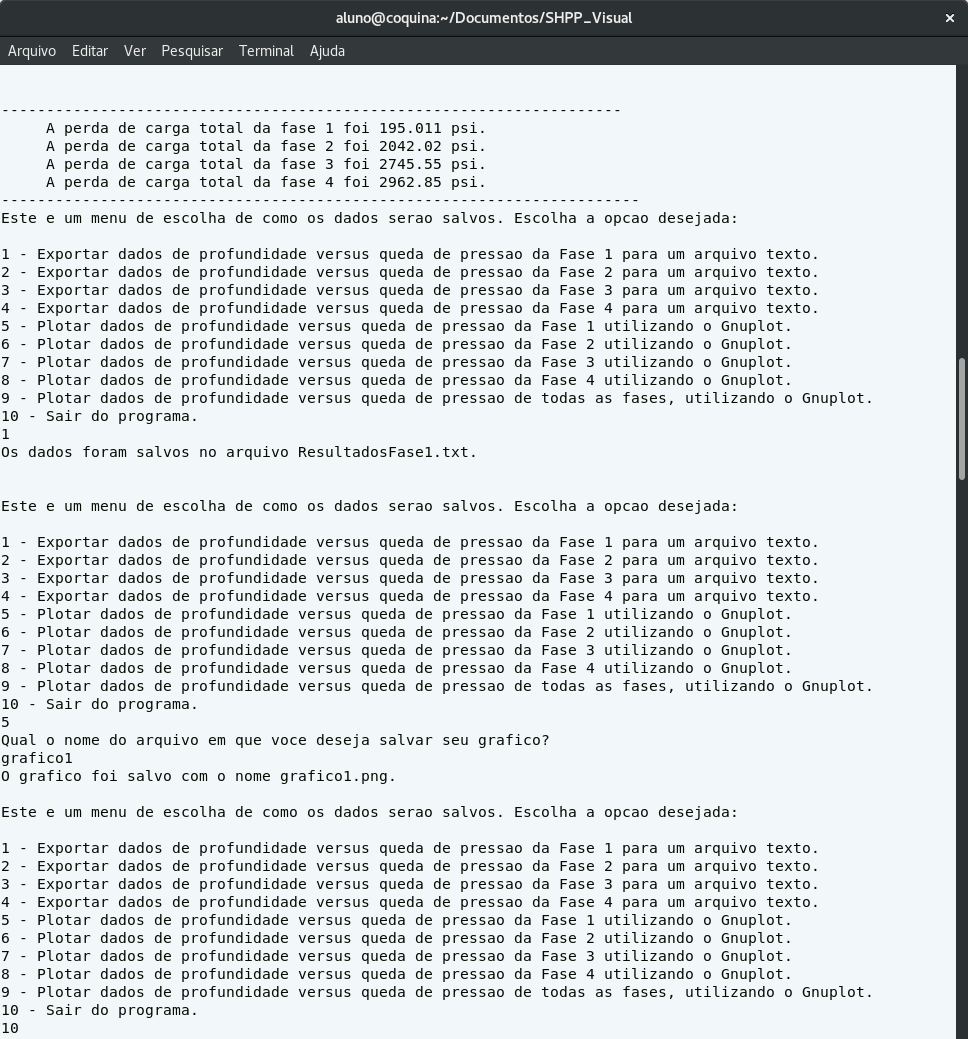 aluno@coquina:~/Documentos/SHPP_Visual ×
Arquivo Editar Ver Pesquisar Terminal Ajuda
---------------------------------------------------------------------
     A perda de carga total da fase 1 foi 195.011 psi.
     A perda de carga total da fase 2 foi 2042.02 psi.
     A perda de carga total da fase 3 foi 2745.55 psi.
     A perda de carga total da fase 4 foi 2962.85 psi.
-----------------------------------------------------------------------
Este e um menu de escolha de como os dados serao salvos. Escolha a opcao desejada:
1 - Exportar dados de profundidade versus queda de pressao da Fase 1 para um arquivo texto.
2 - Exportar dados de profundidade versus queda de pressao da Fase 2 para um arquivo texto.
3 - Exportar dados de profundidade versus queda de pressao da Fase 3 para um arquivo texto.
4 - Exportar dados de profundidade versus queda de pressao da Fase 4 para um arquivo texto.
5 - Plotar dados de profundidade versus queda de pressao da Fase 1 utilizando o Gnuplot.
6 - Plotar dados de profundidade versus queda de pressao da Fase 2 utilizando o Gnuplot.
7 - Plotar dados de profundidade versus queda de pressao da Fase 3 utilizando o Gnuplot.
8 - Plotar dados de profundidade versus queda de pressao da Fase 4 utilizando o Gnuplot.
9 - Plotar dados de profundidade versus queda de pressao de todas as fases, utilizando o Gnuplot.
10 - Sair do programa.
1
Os dados foram salvos no arquivo ResultadosFase1.txt.
Este e um menu de escolha de como os dados serao salvos. Escolha a opcao desejada:
1 - Exportar dados de profundidade versus queda de pressao da Fase 1 para um arquivo texto.
2 - Exportar dados de profundidade versus queda de pressao da Fase 2 para um arquivo texto.
3 - Exportar dados de profundidade versus queda de pressao da Fase 3 para um arquivo texto.
4 - Exportar dados de profundidade versus queda de pressao da Fase 4 para um arquivo texto.
5 - Plotar dados de profundidade versus queda de pressao da Fase 1 utilizando o Gnuplot.
6 - Plotar dados de profundidade versus queda de pressao da Fase 2 utilizando o Gnuplot.
7 - Plotar dados de profundidade versus queda de pressao da Fase 3 utilizando o Gnuplot.
8 - Plotar dados de profundidade versus queda de pressao da Fase 4 utilizando o Gnuplot.
9 - Plotar dados de profundidade versus queda de pressao de todas as fases, utilizando o Gnuplot.
10 - Sair do programa.
5
Qual o nome do arquivo em que voce deseja salvar seu grafico?
grafico1
O grafico foi salvo com o nome grafico1.png.
Este e um menu de escolha de como os dados serao salvos. Escolha a opcao desejada:
1 - Exportar dados de profundidade versus queda de pressao da Fase 1 para um arquivo texto.
2 - Exportar dados de profundidade versus queda de pressao da Fase 2 para um arquivo texto.
3 - Exportar dados de profundidade versus queda de pressao da Fase 3 para um arquivo texto.
4 - Exportar dados de profundidade versus queda de pressao da Fase 4 para um arquivo texto.
5 - Plotar dados de profundidade versus queda de pressao da Fase 1 utilizando o Gnuplot.
6 - Plotar dados de profundidade versus queda de pressao da Fase 2 utilizando o Gnuplot.
7 - Plotar dados de profundidade versus queda de pressao da Fase 3 utilizando o Gnuplot.
8 - Plotar dados de profundidade versus queda de pressao da Fase 4 utilizando o Gnuplot.
9 - Plotar dados de profundidade versus queda de pressao de todas as fases, utilizando o Gnuplot.
10 - Sair do programa.
10